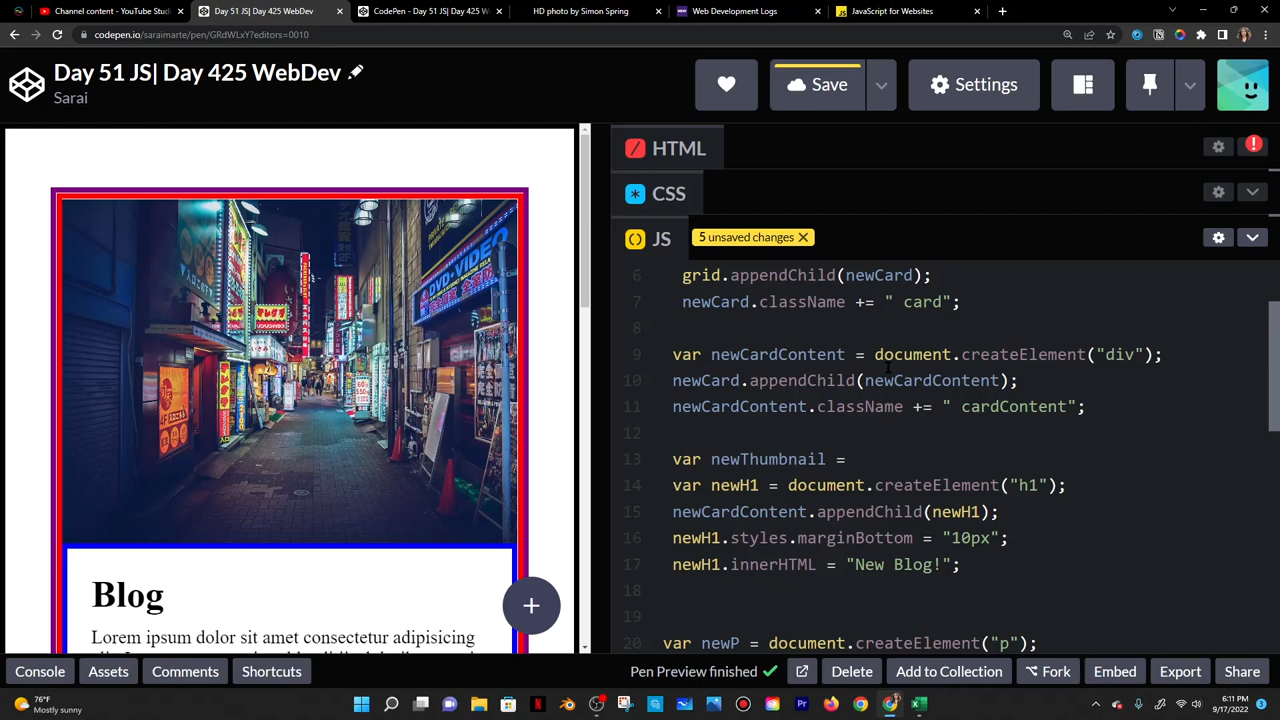 Channel content - YouTube Studi
Day 51 JS| Day 425 WebDev
CodePen - Day 51 JS| Day 425 W
HD photo by Simon Spring
Web Development Logs
JavaScript for Websites
codepen.io/saraimarte/pen/GRdWLxY?editors=0010
Day 51 JS| Day 425 WebDev
Sarai
Save
Settings
HTML
CSS
JS
5 unsaved changes
6 grid.appendChild(newCard);
7 newCard.className += " card";
8
9 var newCardContent = document.createElement("div");
10 newCard.appendChild(newCardContent);
11 newCardContent.className += " cardContent";
12
13 var newThumbnail =
14 var newH1 = document.createElement("h1");
15 newCardContent.appendChild(newH1);
16 newH1.styles.marginBottom = "10px";
17 newH1.innerHTML = "New Blog!";
18
19
20 var newP = document.createElement("p");
DVD・VIDEO
Blog
Lorem ipsum dolor sit amet consectetur adipisicing
Console
Assets
Comments
Shortcuts
Pen Preview finished
Delete
Add to Collection
Fork
Embed
Export
Share
76°F
Mostly sunny
6:11 PM
9/17/2022